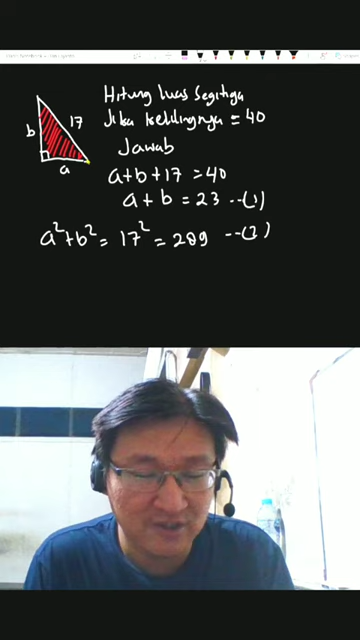 Hitung luas segitiga
Jika kelilingnya = 40
Jawab
b
17
a
a+b+17 = 40
a+b = 23 --(1)
a²+b² = 17² = 289 --(2)